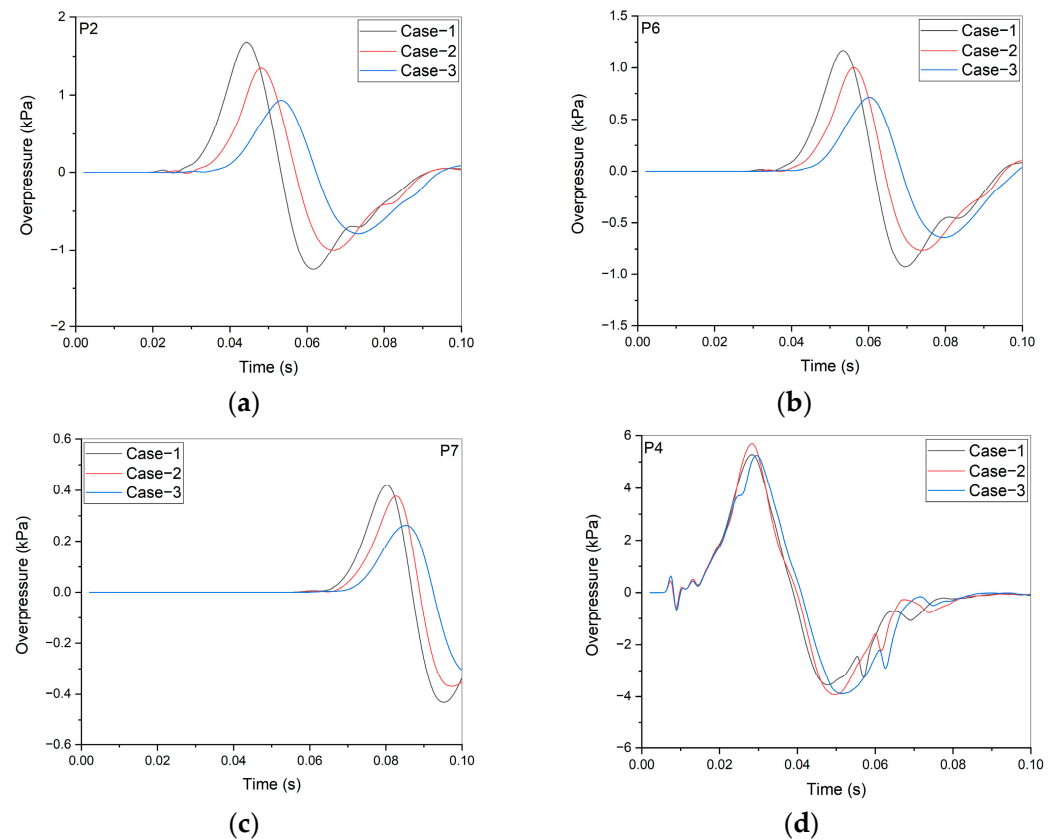 P2
Case−1
Case−2
Case−3
Overpressure (kPa)
2
1
0
−1
−2
0.00 0.02 0.04 0.06 0.08 0.10
Time (s)
(a)
P6
Case−1
Case−2
Case−3
Overpressure (kPa)
1.5
1.0
0.5
0.0
−0.5
−1.0
−1.5
0.00 0.02 0.04 0.06 0.08 0.10
Time (s)
(b)
P7
Case−1
Case−2
Case−3
Overpressure (kPa)
0.6
0.4
0.2
0.0
−0.2
−0.4
−0.6
0.00 0.02 0.04 0.06 0.08 0.10
Time (s)
(c)
P4
Case−1
Case−2
Case−3
Overpressure (kPa)
6
4
2
0
−2
−4
−6
0.00 0.02 0.04 0.06 0.08 0.10
Time (s)
(d)